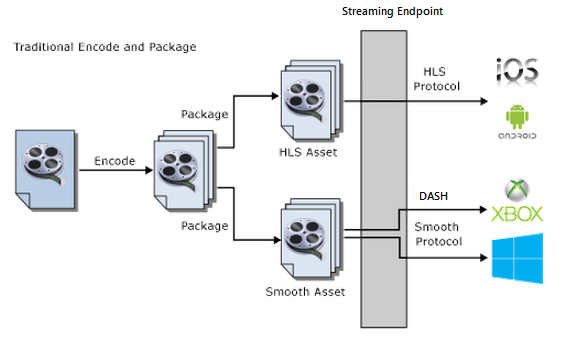 Streaming Endpoint
Traditional Encode and Package
HLS
Protocol
iOS
Package
ANDROID
HLS Asset
Encode
DASH
XBOX
Package
Smooth
Protocol
Smooth Asset